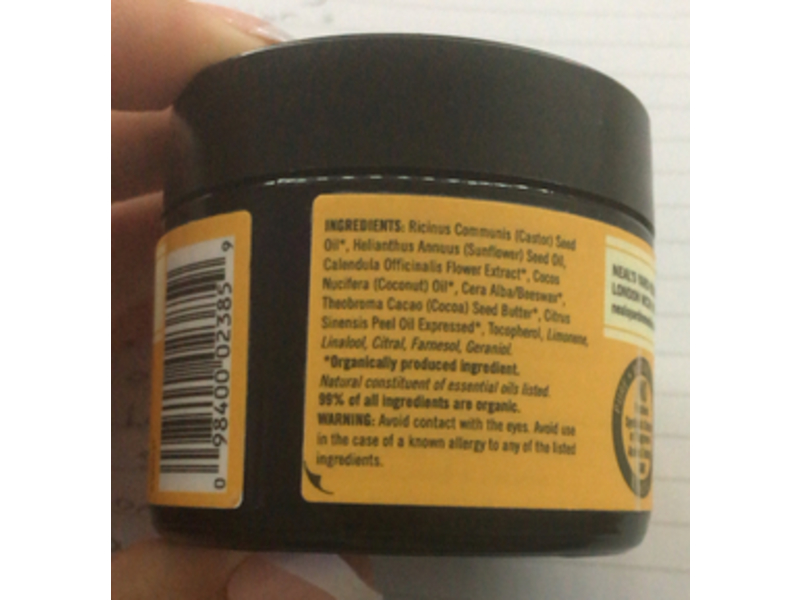 INGREDIENTS: Ricinus Communis (Castor) Seed
Oil*, Helianthus Annuus (Sunflower) Seed Oil,
Calendula Officinalis Flower Extract*, Cocos
Nucifera (Coconut) Oil*, Cera Alba/Beeswax*,
Theobroma Cacao (Cocoa) Seed Butter*, Citrus
Sinensis Peel Oil Expressed*, Tocopherol, Limonene,
Linalool, Citral, Farnesol, Geraniol.
*Organically produced ingredient.
Natural constituent of essential oils listed.
99% of all ingredients are organic.
WARNING: Avoid contact with the eyes. Avoid use
in the case of a known allergy to any of the listed
ingredients.
0 98400 02385 9
NEAL'S YARD
LONDON